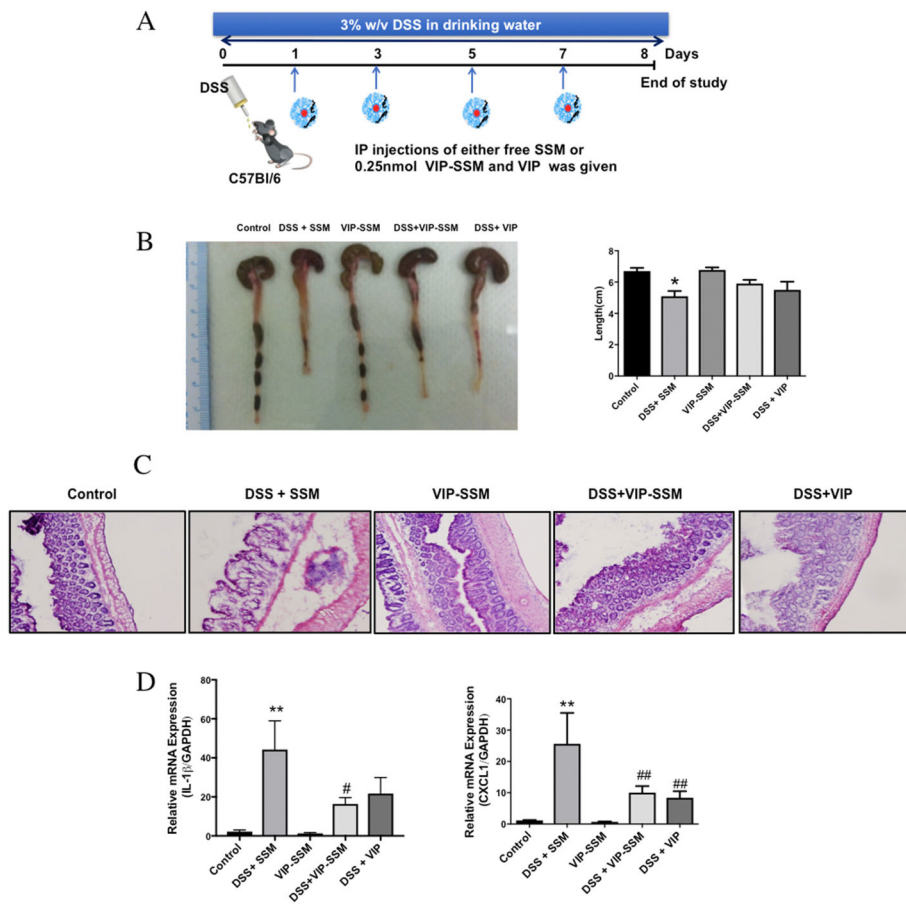 A
3% w/v DSS in drinking water
0 1 3 5 7 8 Days
DSS
End of study
IP injections of either free SSM or
0.25nmol VIP-SSM and VIP was given
C57Bl/6
B
Control DSS + SSM VIP-SSM DSS+VIP-SSM DSS+ VIP
Length(cm)
8
6
4
2
0
*
Control
DSS+ SSM
VIP-SSM
DSS+VIP-SSM
DSS + VIP
C
Control DSS + SSM VIP-SSM DSS+VIP-SSM DSS+VIP
D
Relative mRNA Expression
(IL-1β/GAPDH)
80
60
40
20
0
**
#
Control
DSS + SSM
VIP-SSM
DSS+VIP-SSM
DSS + VIP
Relative mRNA Expression
(CXCL1/GAPDH)
40
30
20
10
0
**
##
##
Control
DSS + SSM
VIP-SSM
DSS + VIP-SSM
DSS + VIP